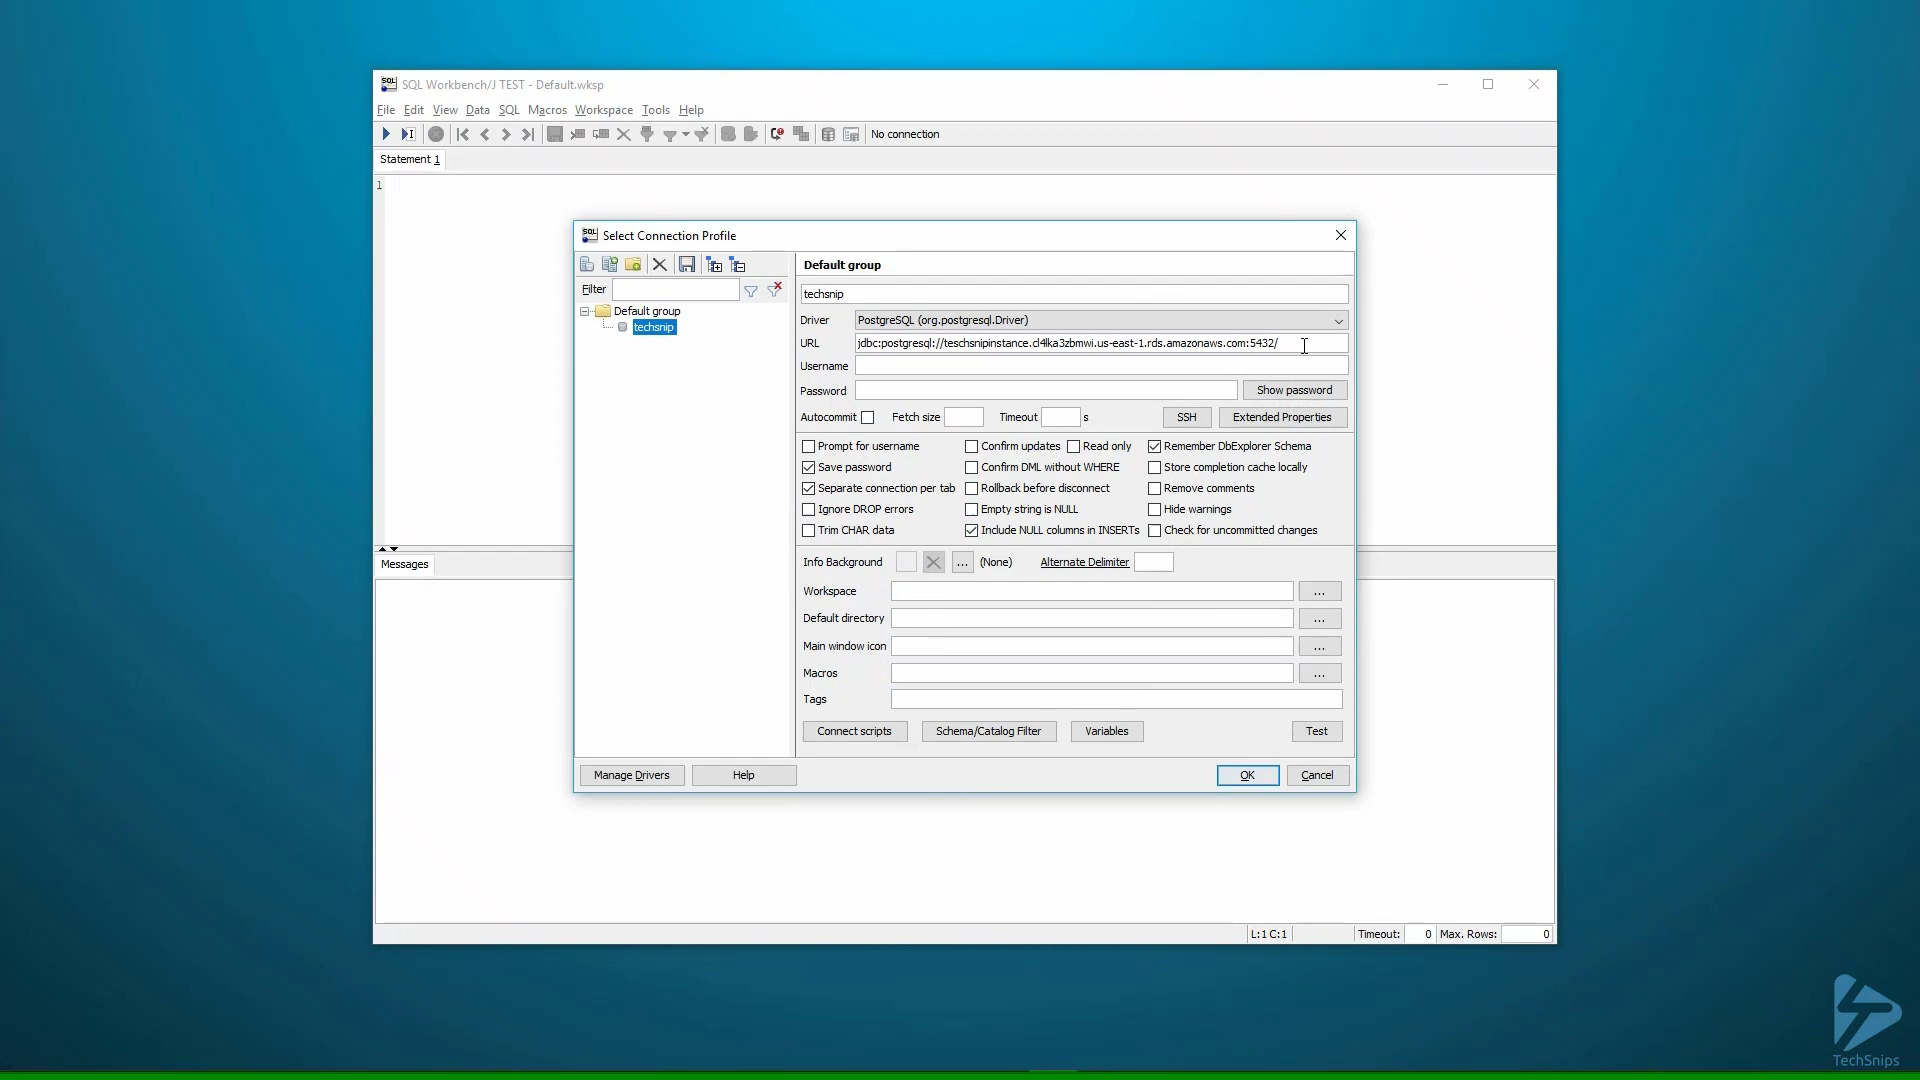 SQL Workbench/J TEST - Default.wksp
File Edit View Data SQL Macros Workspace Tools Help
No connection
Statement 1
1
Select Connection Profile
Default group
Filter
Default group
techsnip
techsnip
Driver PostgreSQL (org.postgresql.Driver)
URL jdbc:postgresql://teschsnipinstance.cl4lka3zbmwi.us-east-1.rds.amazonaws.com:5432/
Username
Password Show password
Autocommit Fetch size Timeout s SSH Extended Properties
Prompt for username Confirm updates Read only Remember DbExplorer Schema
Save password Confirm DML without WHERE Store completion cache locally
Separate connection per tab Rollback before disconnect Remove comments
Ignore DROP errors Empty string is NULL Hide warnings
Trim CHAR data Include NULL columns in INSERTs Check for uncommitted changes
Info Background ... (None) Alternate Delimiter
Workspace ...
Default directory ...
Main window icon ...
Macros ...
Tags
Connect scripts Schema/Catalog Filter Variables Test
Manage Drivers Help OK Cancel
Messages
L:1 C:1 Timeout: 0 Max. Rows: 0
TechSnips